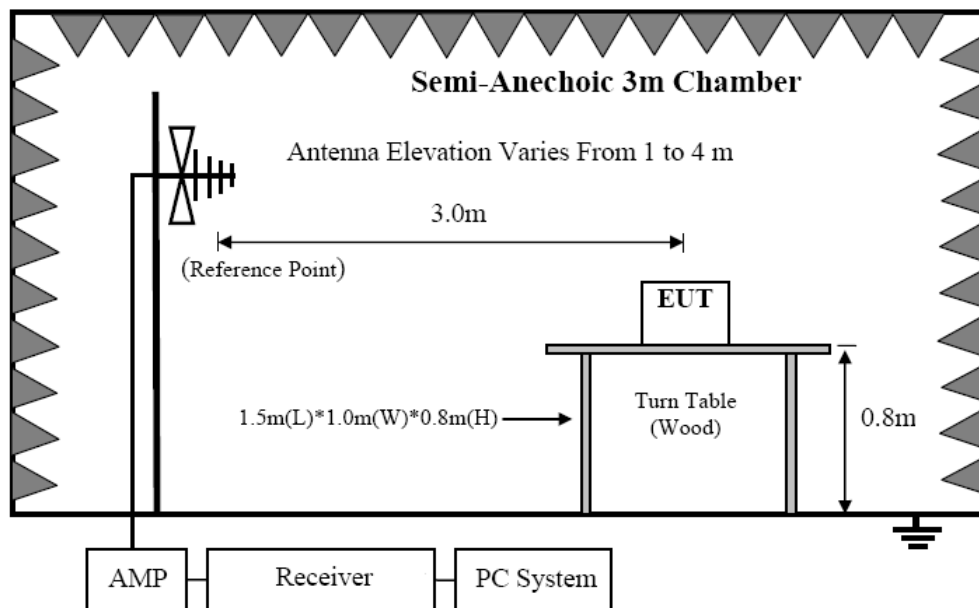 Semi-Anechoic 3m Chamber
Antenna Elevation Varies From 1 to 4 m
3.0m
(Reference Point)
EUT
1.5m(L)*1.0m(W)*0.8m(H)
Turn Table
(Wood)
0.8m
AMP
Receiver
PC System